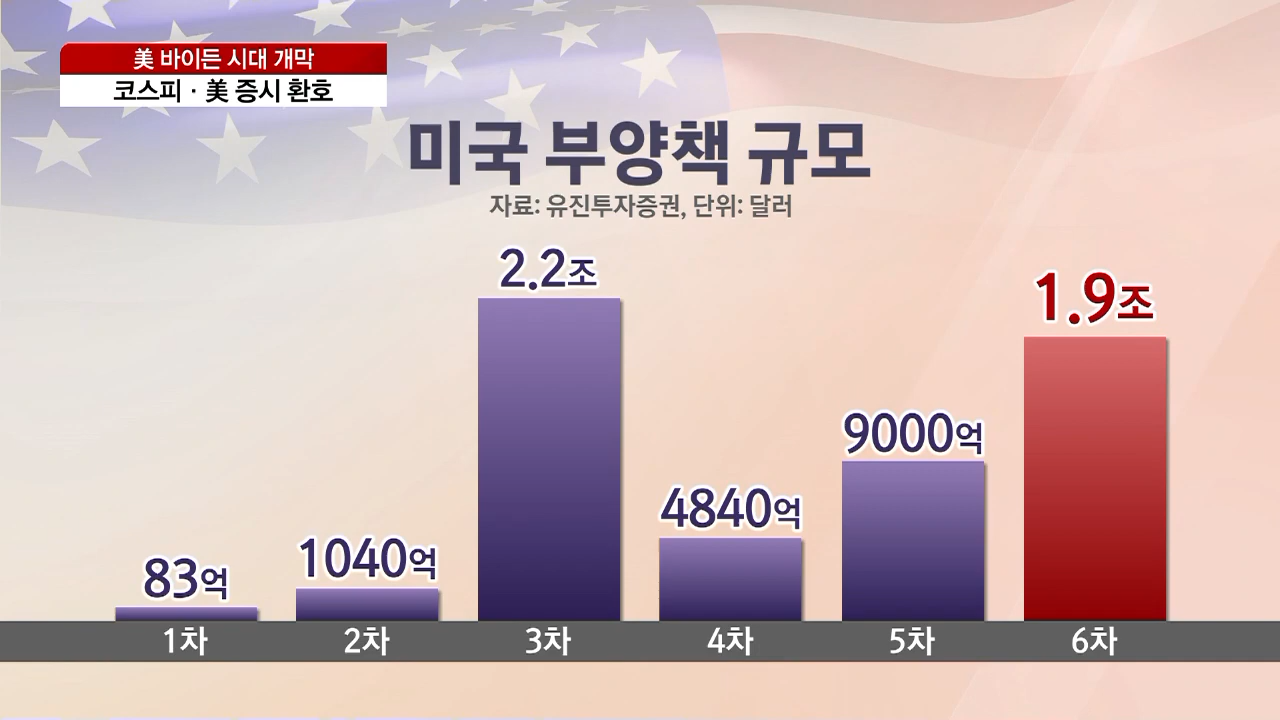 美 바이든 시대 개막
코스피 · 美 증시 환호
미국 부양책 규모
자료: 유진투자증권, 단위: 달러
83억
1040억
2.2조
4840억
9000억
1.9조
1차
2차
3차
4차
5차
6차